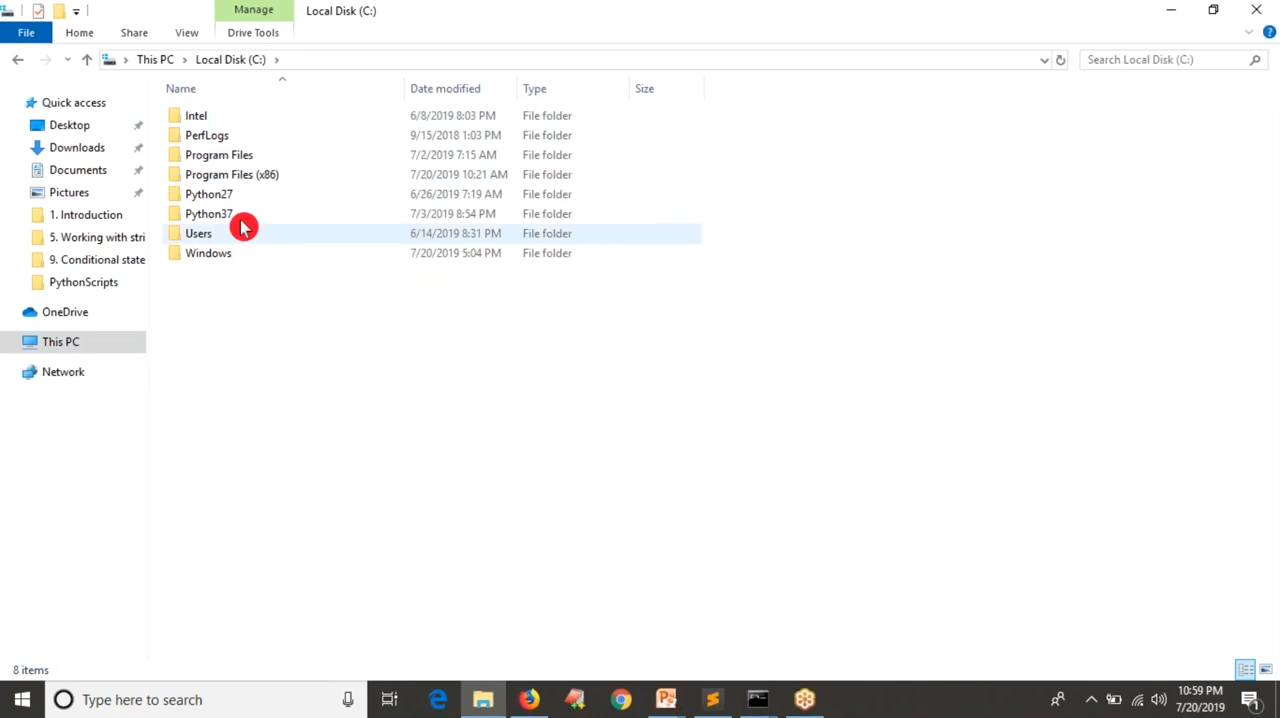 Manage
Local Disk (C:)
File
Home
Share
View
Drive Tools
This PC
Local Disk (C:)
Search Local Disk (C:)
Name
Date modified
Type
Size
Quick access
Desktop
Downloads
Documents
Pictures
1. Introduction
5. Working with stri
9. Conditional state
PythonScripts
OneDrive
This PC
Network
Intel 6/8/2019 8:03 PM File folder
PerfLogs 9/15/2018 1:03 PM File folder
Program Files 7/2/2019 7:15 AM File folder
Program Files (x86) 7/20/2019 10:21 AM File folder
Python27 6/26/2019 7:19 AM File folder
Python37 7/3/2019 8:54 PM File folder
Users 6/14/2019 8:31 PM File folder
Windows 7/20/2019 5:04 PM File folder
8 items
Type here to search
10:59 PM
7/20/2019
1